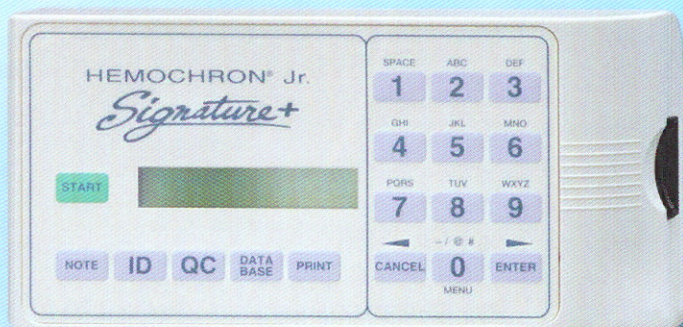 HEMOCHRON® Jr.
Signature+
START
NOTE
ID
QC
DATA
BASE
PRINT
SPACE
1
ABC
2
DEF
3
GHI
4
JKL
5
MNO
6
PQRS
7
TUV
8
WXYZ
9
CANCEL
- / @ #
0
MENU
ENTER